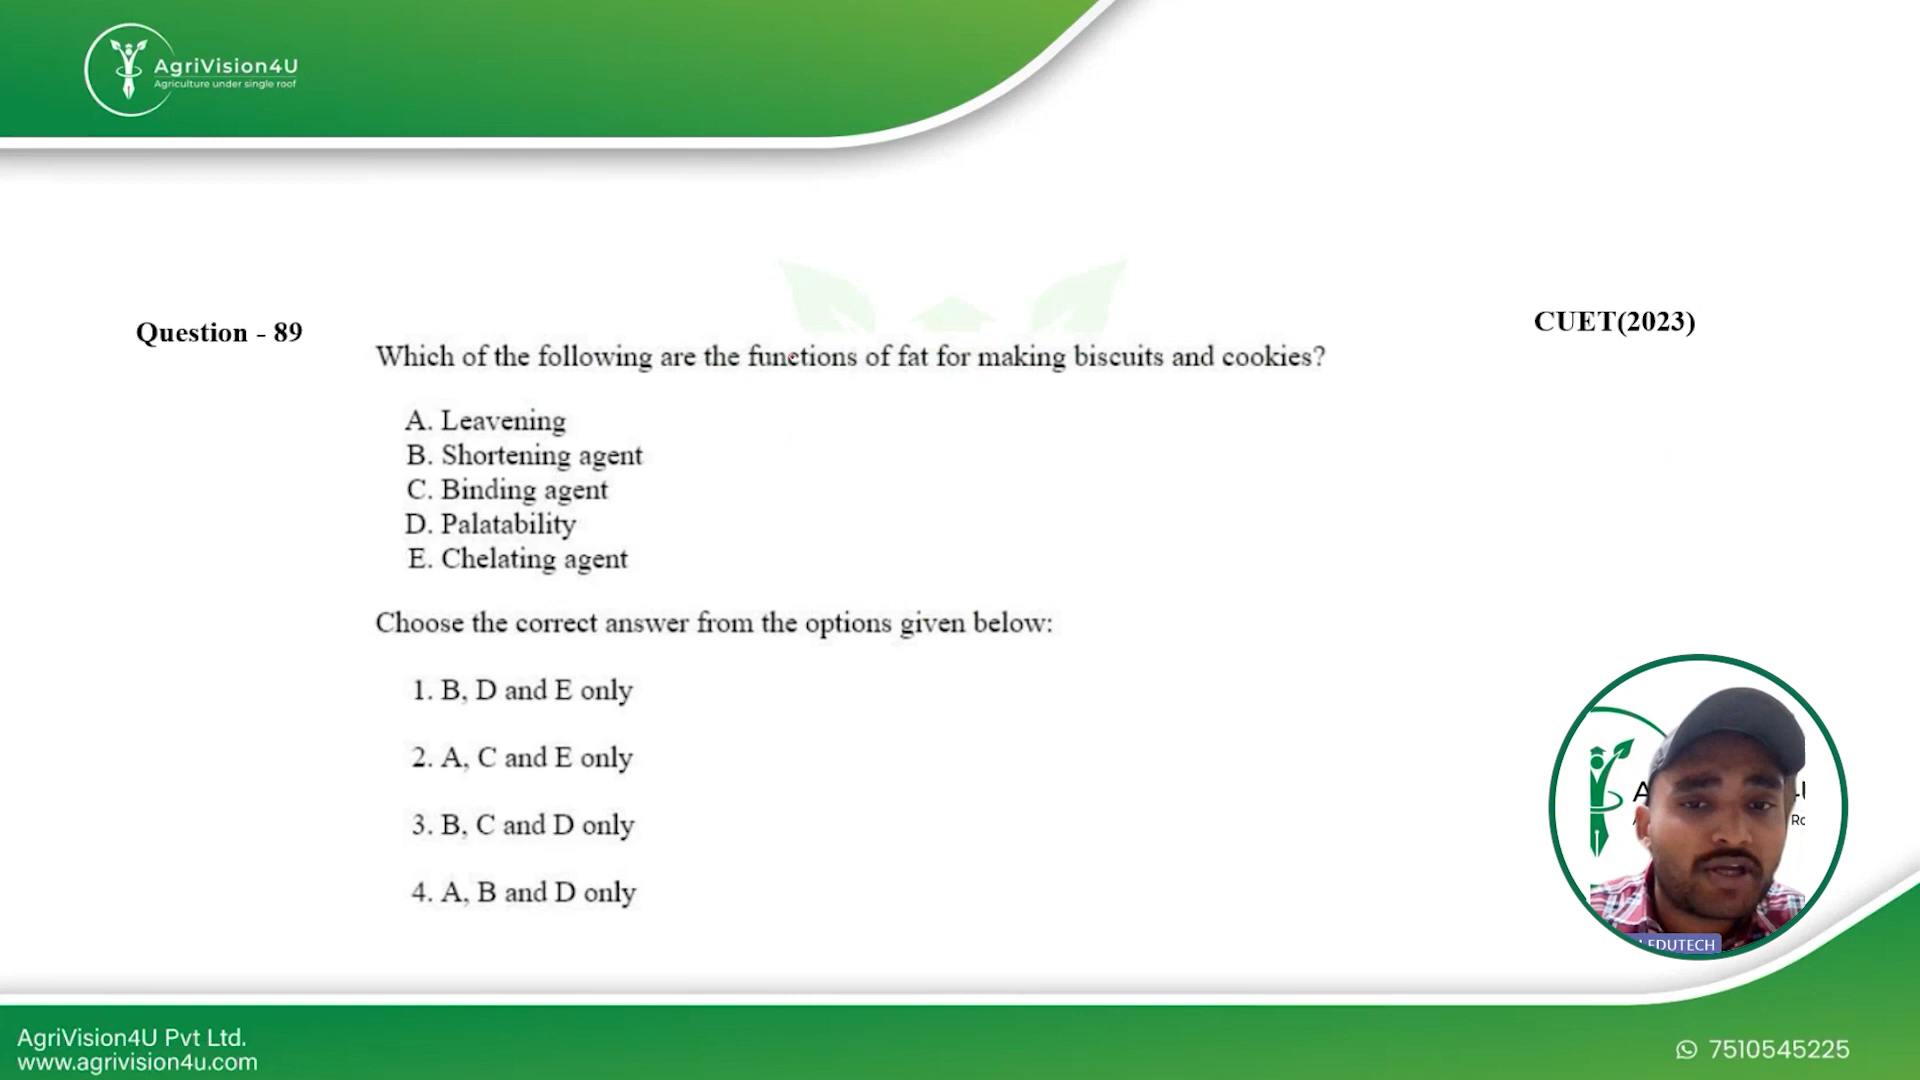 AgriVision4U
Agriculture under single roof
Question - 89
CUET(2023)
Which of the following are the functions of fat for making biscuits and cookies?
A. Leavening
B. Shortening agent
C. Binding agent
D. Palatability
E. Chelating agent
Choose the correct answer from the options given below:
1. B, D and E only
2. A, C and E only
3. B, C and D only
4. A, B and D only
EDUTECH
AgriVision4U Pvt Ltd.
www.agrivision4u.com
7510545225